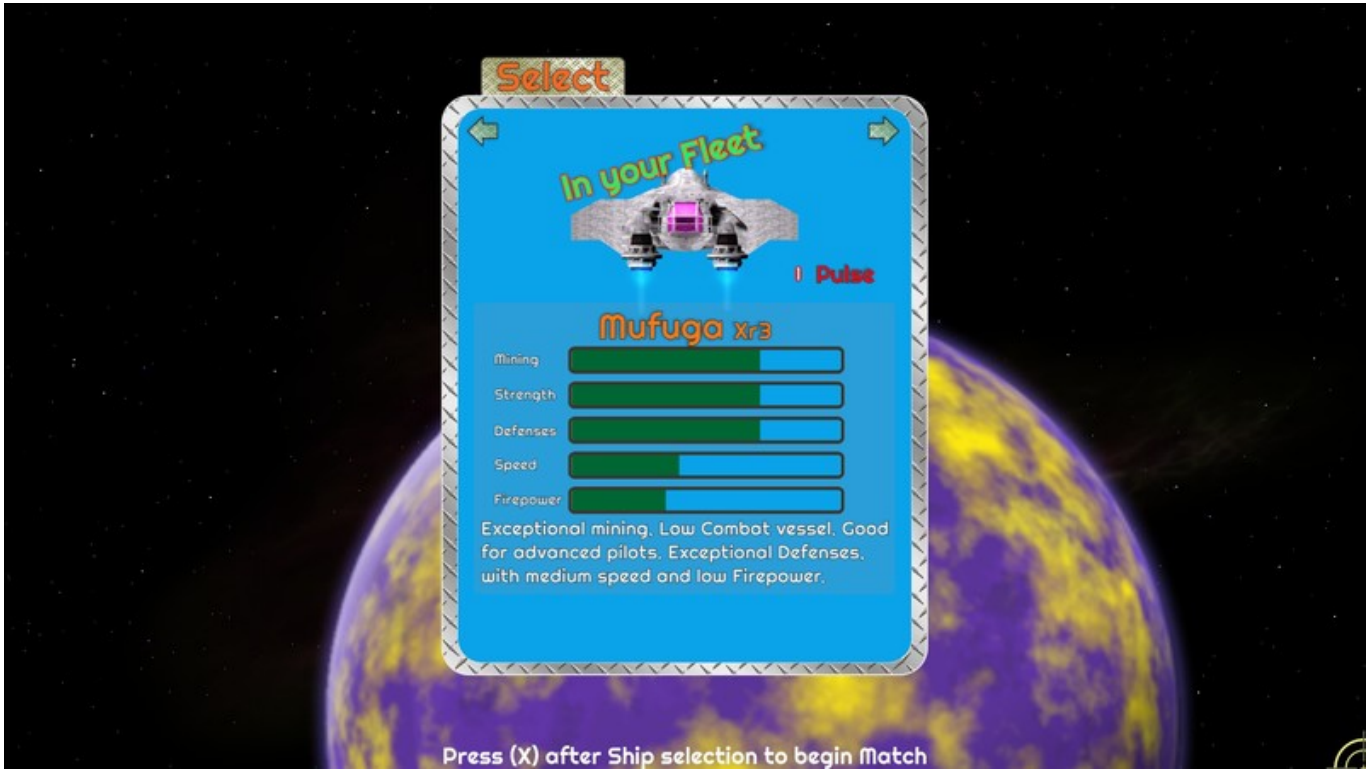 Select
In your Fleet
Pulse
Mufuga Xr3
Mining
Strength
Defenses
Speed
Firepower
Exceptional mining, Low Combat vessel, Good
for advanced pilots. Exceptional Defenses,
with medium speed and low Firepower.
Press (X) after Ship selection to begin Match